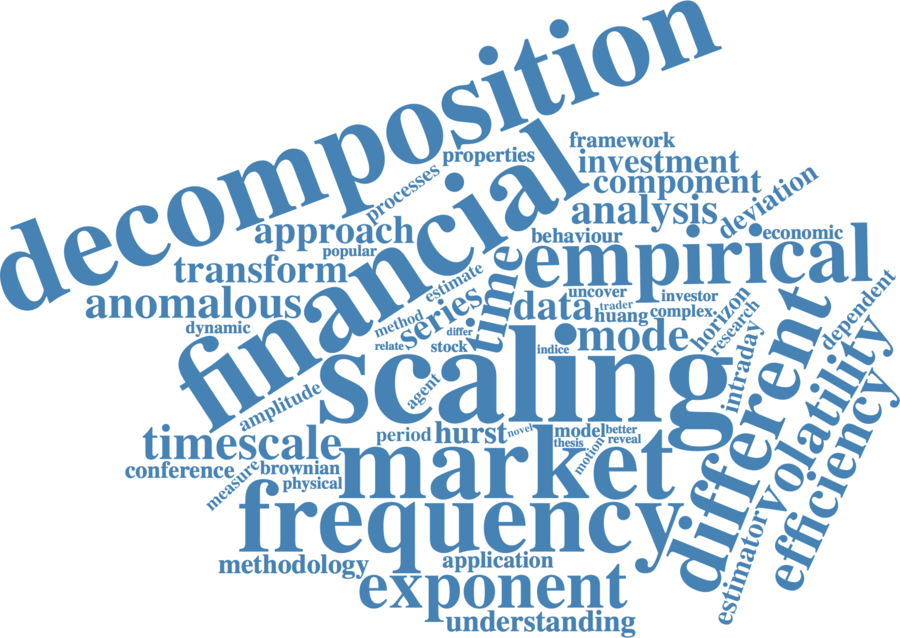 decomposition
framework
properties
investment
processes
component
financial
deviation
analysis
approach
behaviour
economic
popular
empirical
transform
time
estimate
uncover
investor
dependent
anomalous
series
data
trader
huang
complex
horizon
dynamic
method
differ
mode
research
relate
stock
indice
different
scaling
intraday
volatility
agent
amplitude
efficiency
timescale
period
hurst
novel
model
better
thesis
reveal
motion
conference
brownian
market
measure
physical
frequency
estimatory
methodology
application
exponent
understanding